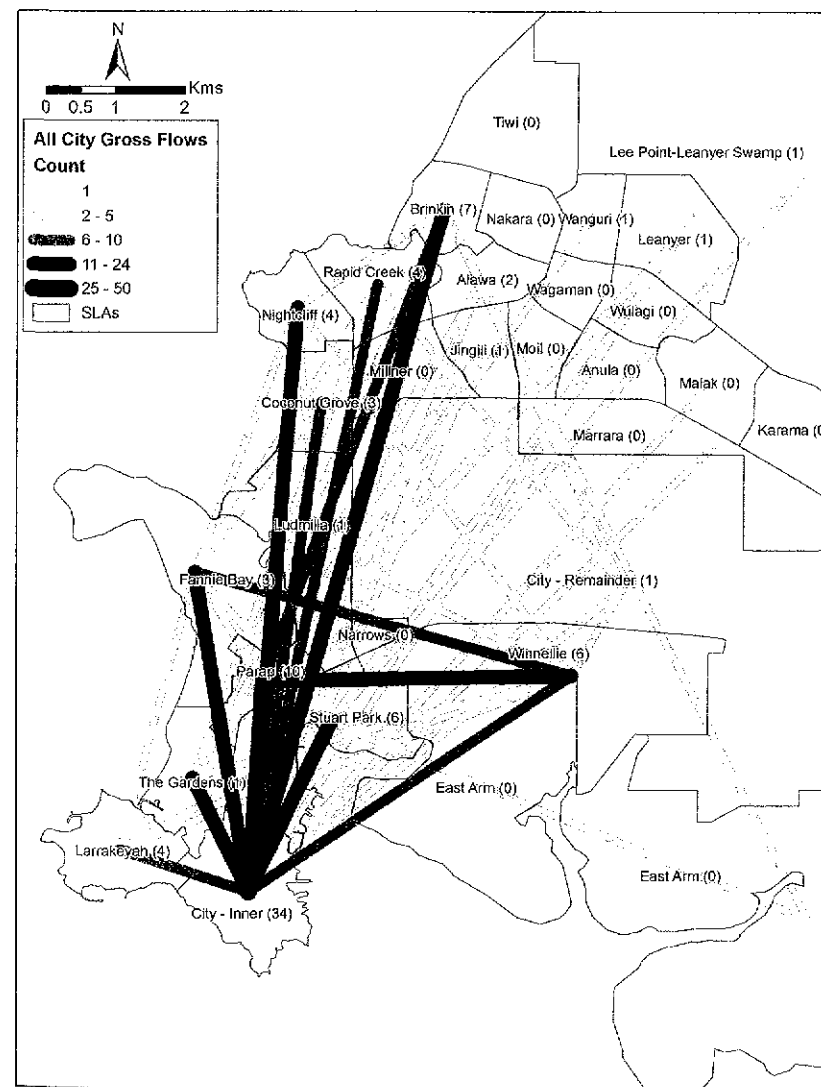 N
Kms
0 0.5 1 2
All City Gross Flows
Count
1
2 - 5
6 - 10
11 - 24
25 - 50
SLAs
Tiwi (0)
Lee Point-Leanyer Swamp (1)
Brinkin (7)
Nakara (0)
Wanguri (1)
Leanyer (1)
Rapid Creek (4)
Alawa (2)
Wagaman (0)
Wulagi (0)
Nightcliff (4)
Millner (0)
Jingili (1)
Moil (0)
Anula (0)
Malak (0)
Coconut Grove (3)
Marrara (0)
Karama (0
Ludmilla (1)
Fannie Bay (3)
City - Remainder (1)
Narrows (0)
Parap (10)
Winnellie (6)
Stuart Park (6)
The Gardens (1)
East Arm (0)
Larrakeyah (4)
East Arm (0)
City - Inner (34)